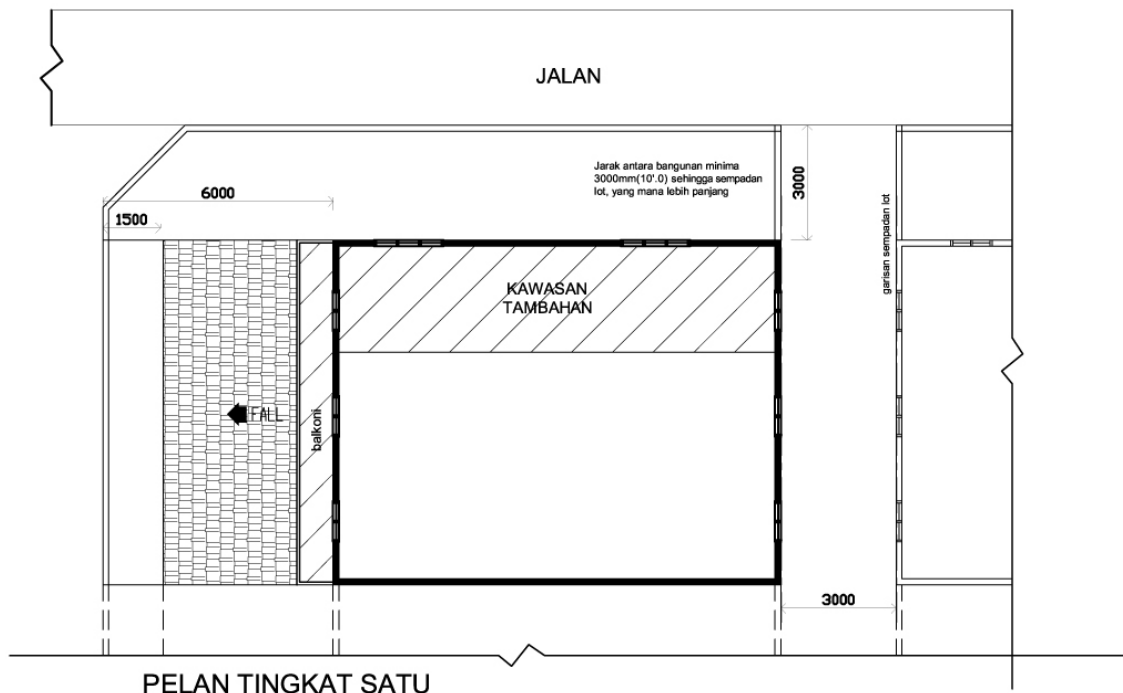 JALAN
Jarak antara bangunan minima
3000mm(10'.0) sehingga sempadan
lot, yang mana lebih panjang
3000
6000
1500
garisan sempadan lot
KAWASAN
TAMBAHAN
FALL
balkoni
3000
PELAN TINGKAT SATU